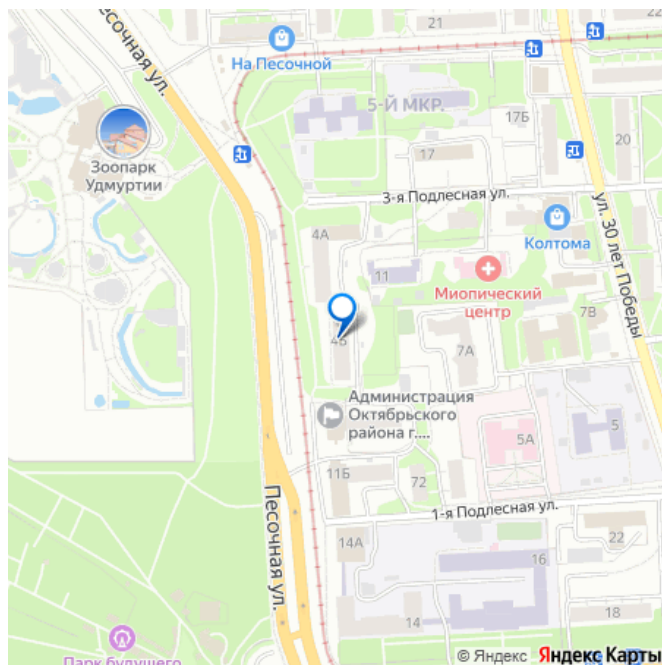 Песочная ул.
На Песочной
21
22
5-Й МКР.
17Б
20
Зоопарк
Удмуртии
17
3-я Подлесная ул.
ул. 30 лет Победы
4А
Колтома
11
Миопический
центр
4Б
7А
7В
Администрация
Октябрьского
района г....
5
5А
11Б
72
1-я Подлесная ул.
Песочная ул.
14А
22
16
14
18
Парк будущего
© Яндекс Яндекс Карты